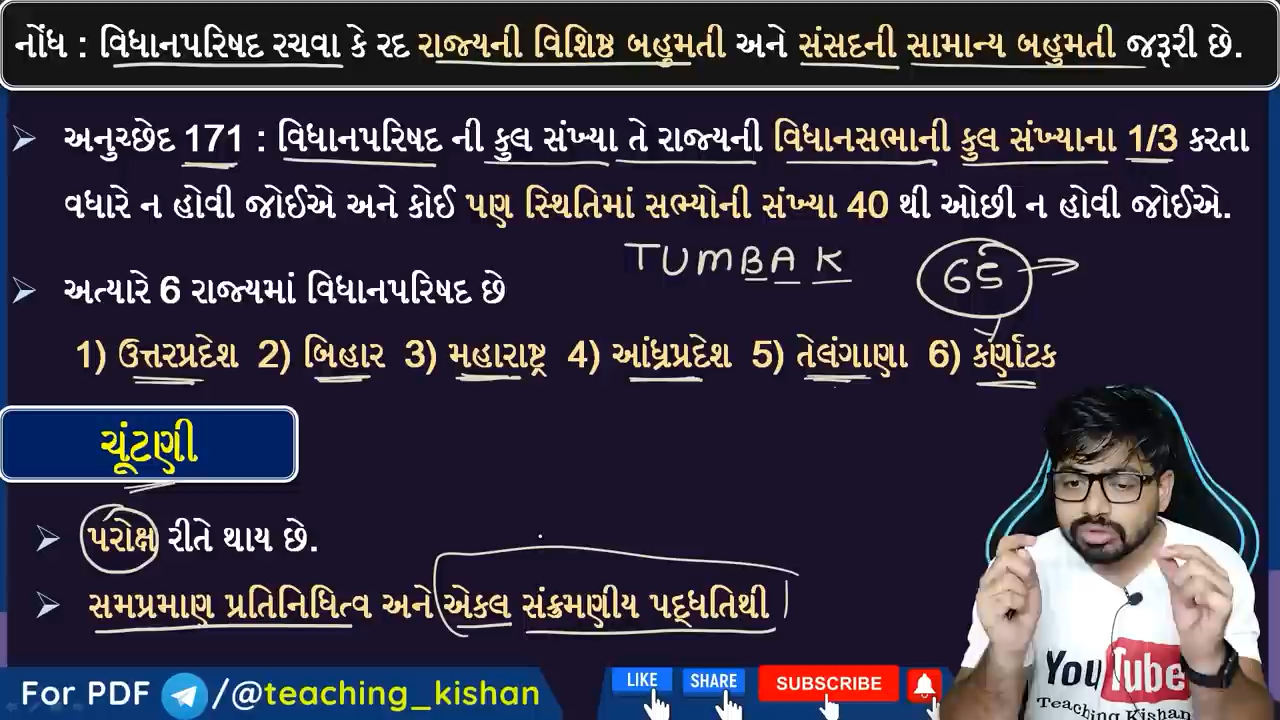 નોંધ : વિધાનપરિષદ રચવા કે રદ રાજ્યની વિશિષ્ઠ બહુમતી અને સંસદની સામાન્ય બહુમતી જરૂરી છે.
અનુચ્છેદ 171 : વિધાનપરિષદ ની કુલ સંખ્યા તે રાજ્યની વિધાનસભાની કુલ સંખ્યાના 1/3 કરતા
વધારે ન હોવી જોઈએ અને કોઈ પણ સ્થિતિમાં સભ્યોની સંખ્યા 40 થી ઓછી ન હોવી જોઈએ.
TUMBAK 65
અત્યારે 6 રાજ્યમાં વિધાનપરિષદ છે
1) ઉત્તરપ્રદેશ 2) બિહાર 3) મહારાષ્ટ્ર 4) આંધ્રપ્રદેશ 5) તેલંગાણા 6) કર્ણાટક
ચૂંટણી
પરોક્ષ રીતે થાય છે.
સમપ્રમાણ પ્રતિનિધિત્વ અને એકલ સંક્રમણીય પદ્ધતિથી
You Tube
Teaching Kishan
For PDF /@teaching_kishan
LIKE SHARE SUBSCRIBE